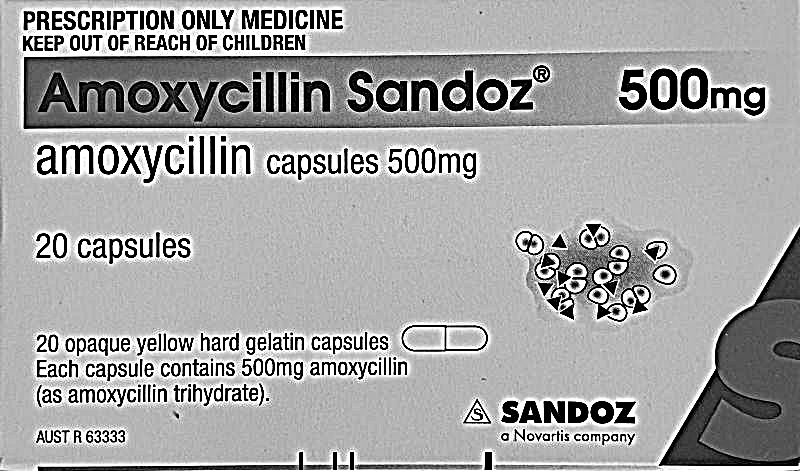 PRESCRIPTION ONLY MEDICINE
KEEP OUT OF REACH OF CHILDREN
Amoxycillin Sandoz® 500mg
amoxycillin capsules 500mg
20 capsules
20 opaque yellow hard gelatin capsules
Each capsule contains 500mg amoxycillin
(as amoxycillin trihydrate).
S SANDOZ
a Novartis company
AUST R 63333
S